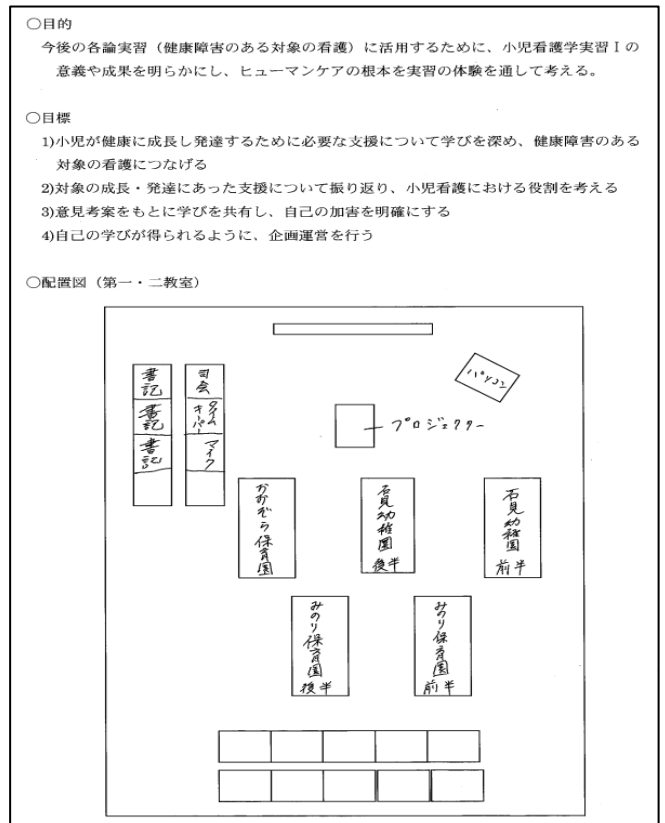 ○目的
今後の各論実習（健康障害のある対象の看護）に活用するために、小児看護学実習Ⅰの
意義や成果を明らかにし、ヒューマンケアの根本を実習の体験を通して考える。
○目標
1)小児が健康に成長し発達するために必要な支援について学びを深め、健康障害のある
対象の看護につなげる
2)対象の成長・発達にあった支援について振り返り、小児看護における役割を考える
3)意見考案をもとに学びを共有し、自己の加害を明確にする
4)自己の学びが得られるように、企画運営を行う
○配置図（第一・二教室）
書記
書記
書記
司会
タイムキーパー
マイク
パソコン
プロジェクター
おおぞら保育園
石見幼稚園
後半
石見幼稚園
前半
みのり保育園
後半
みのり保育園
前半